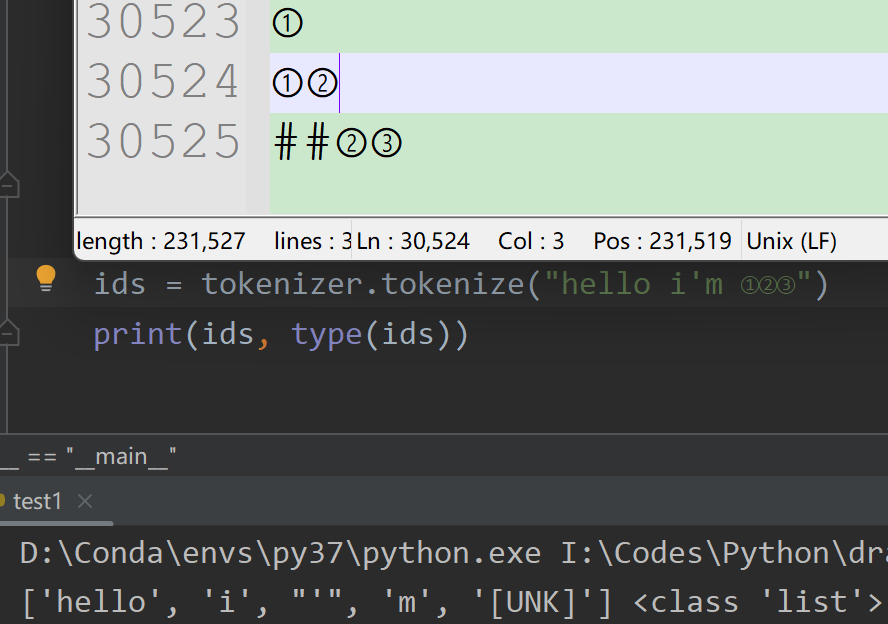 30523 ①
30524 ①②
30525 ##②③
length : 231,527 lines : 3 Ln : 30,524 Col : 3 Pos : 231,519 Unix (LF)
ids = tokenizer.tokenize("hello i'm ①②③")
print(ids, type(ids))
__ == "__main__"
test1
D:\Conda\envs\py37\python.exe I:\Codes\Python\dra
['hello', 'i', "'", 'm', '[UNK]'] <class 'list'>